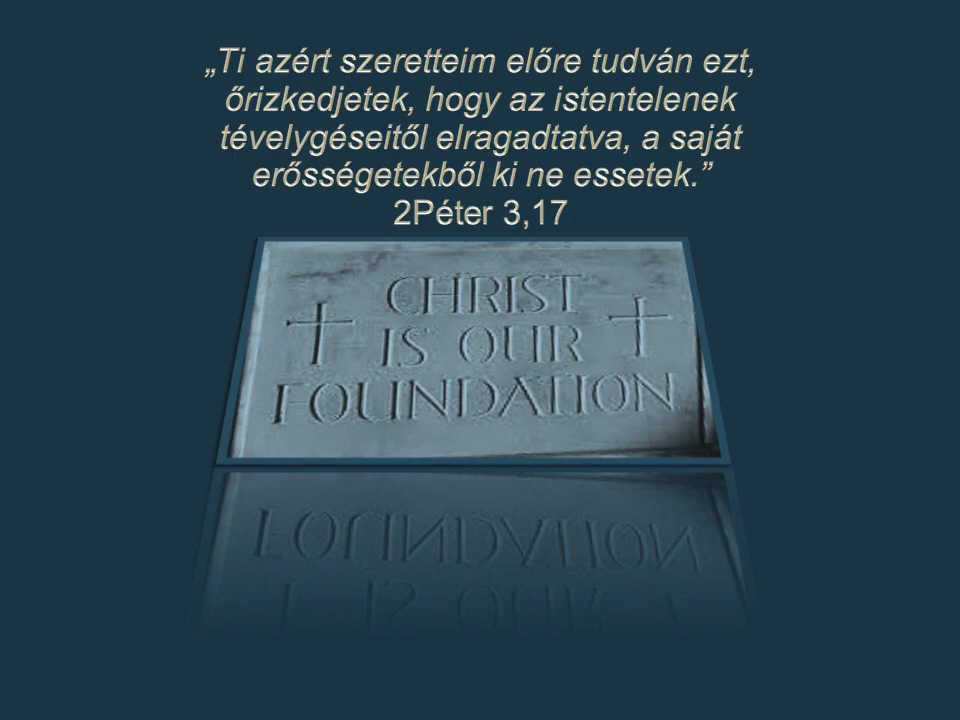 „Ti azért szeretteim előre tudván ezt,
őrizkedjetek, hogy az istentelenek
tévelygéseitől elragadtatva, a saját
erősségetekből ki ne essetek.”
2Péter 3,17
CHRIST
IS OUR
FOUNDATION